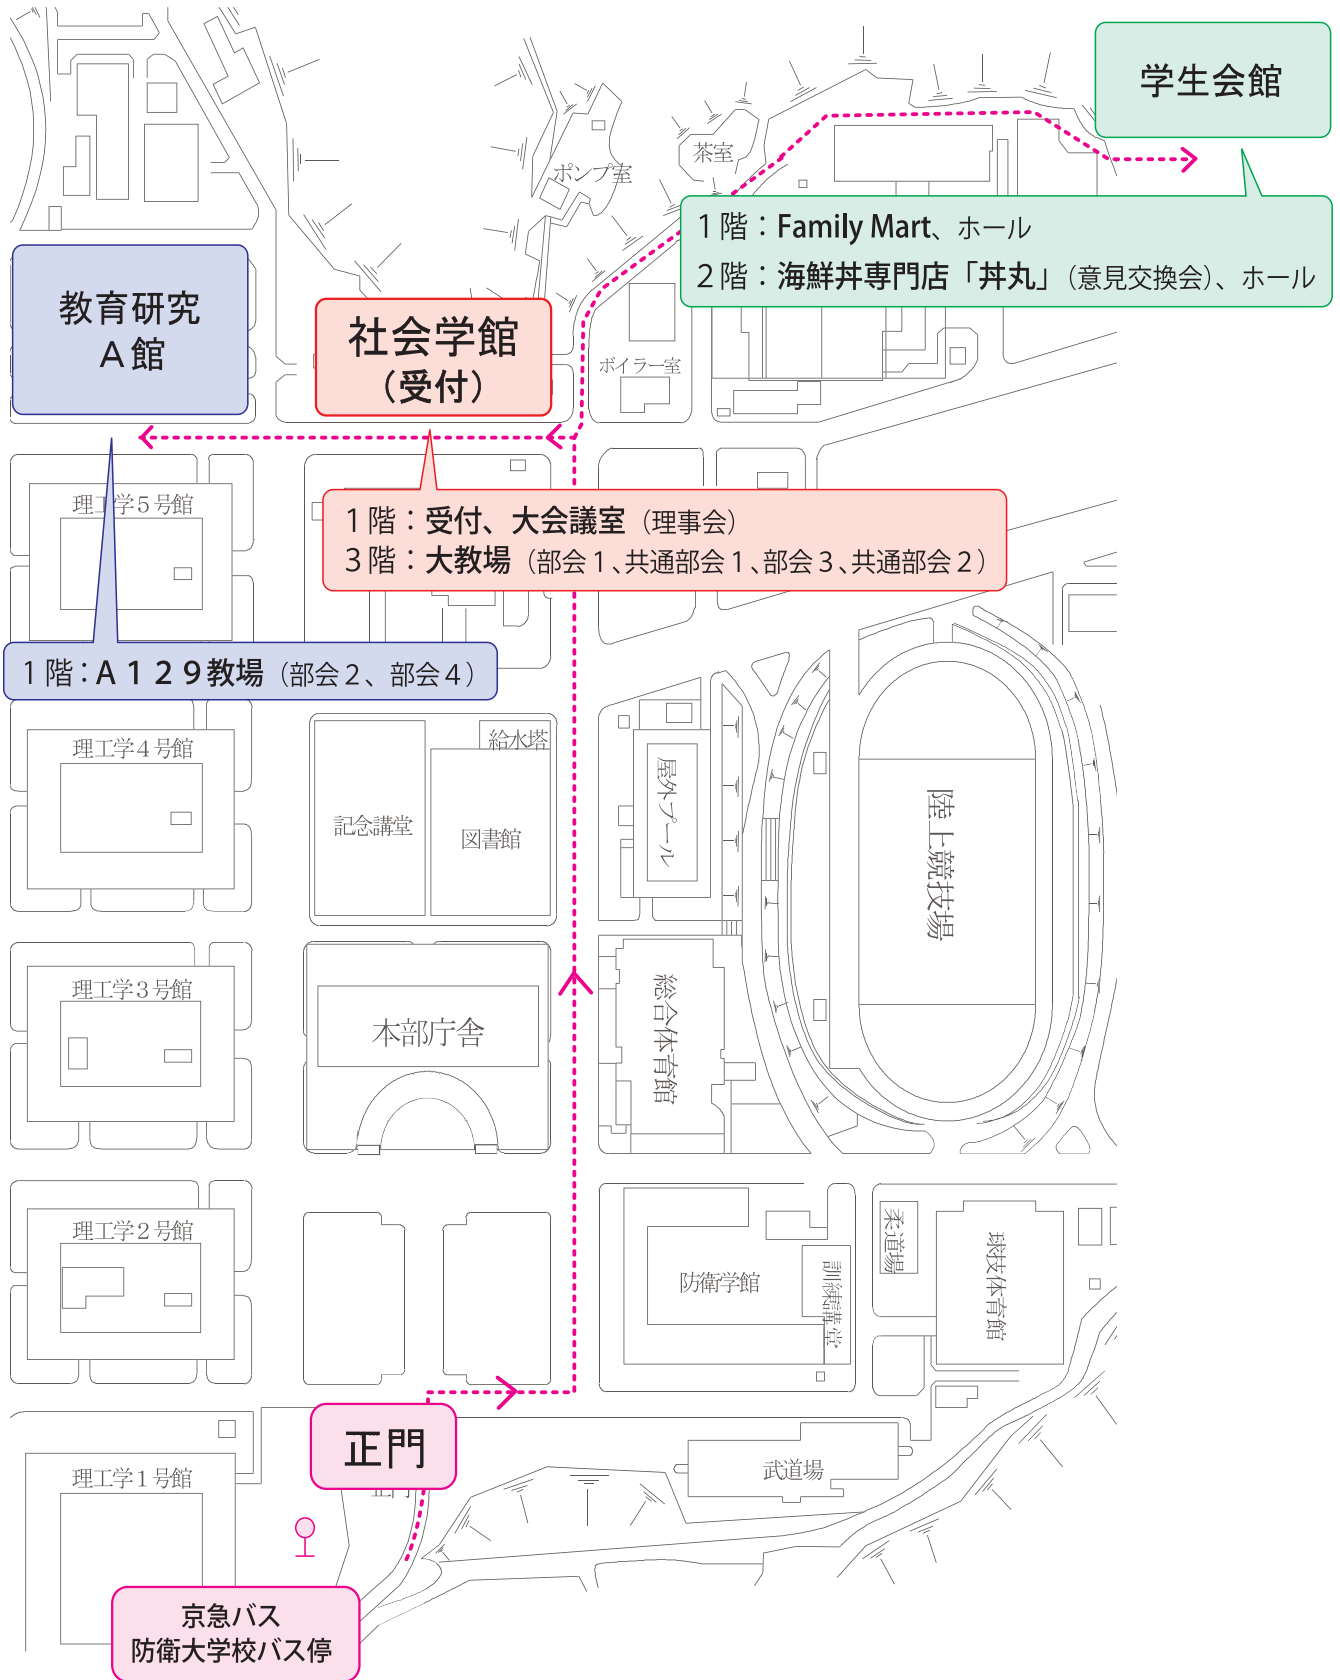 学生会館
1階：Family Mart、ホール
2階：海鮮丼専門店「丼丸」（意見交換会）、ホール
茶室
ポンプ室
教育研究
A館
社会学館
（受付）
ボイラー室
1階：受付、大会議室（理事会）
3階：大教場（部会1、共通部会1、部会3、共通部会2）
理工学5号館
1階：A129教場（部会2、部会4）
理工学4号館
給水塔
記念講堂
図書館
屋外プール
陸上競技場
理工学3号館
本部庁舎
総合体育館
理工学2号館
防衛学館
訓練講堂
柔道場
球技体育館
正門
正門
理工学1号館
武道場
京急バス
防衛大学校バス停